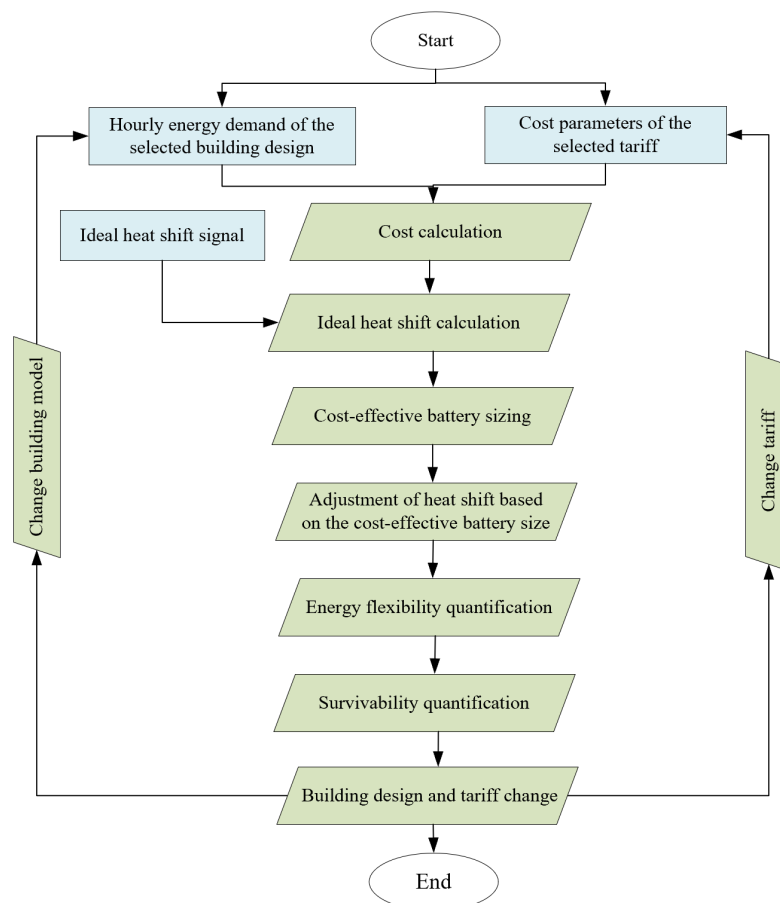 Start
Hourly energy demand of the
selected building design
Cost parameters of the
selected tariff
Ideal heat shift signal
Cost calculation
Ideal heat shift calculation
Change building model
Cost-effective battery sizing
Change tariff
Adjustment of heat shift based
on the cost-effective battery size
Energy flexibility quantification
Survivability quantification
Building design and tariff change
End